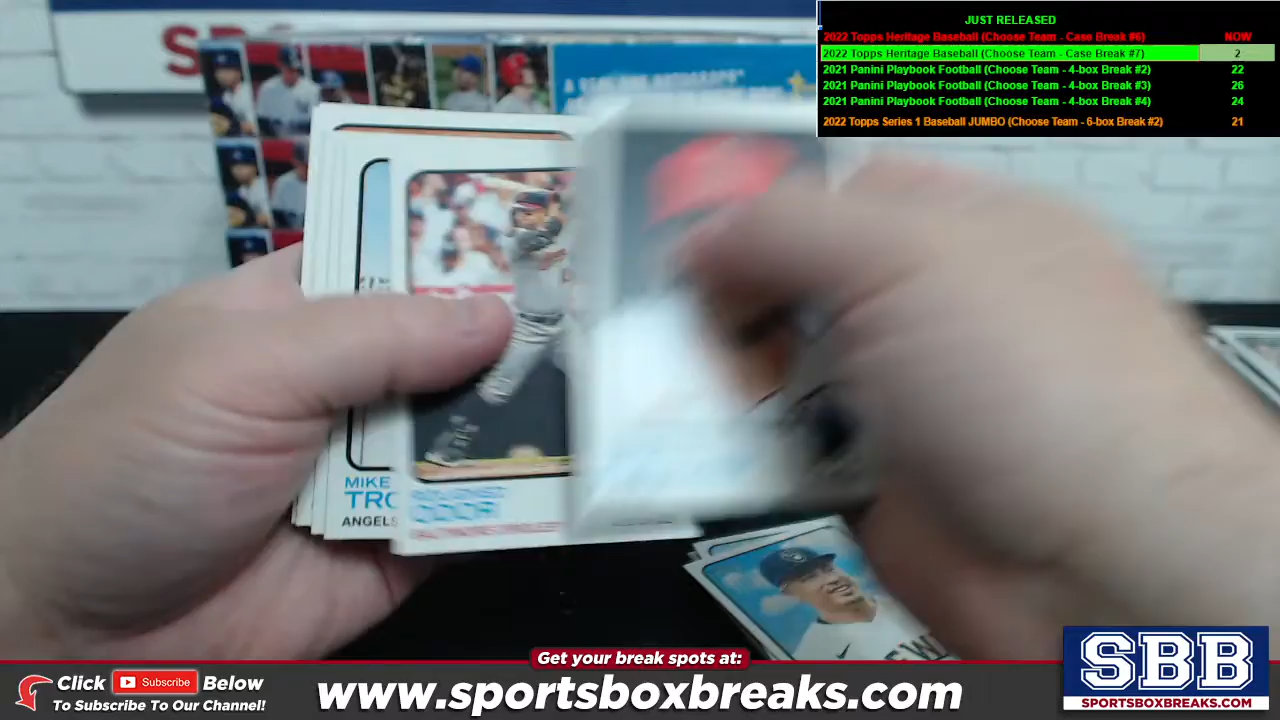 JUST RELEASED
2022 Topps Heritage Baseball (Choose Team - Case Break #6) NOW
2022 Topps Heritage Baseball (Choose Team - Case Break #7) 2
2021 Panini Playbook Football (Choose Team - 4-box Break #2) 22
2021 Panini Playbook Football (Choose Team - 4-box Break #3) 26
2021 Panini Playbook Football (Choose Team - 4-box Break #4) 24
2022 Topps Series 1 Baseball JUMBO (Choose Team - 6-box Break #2) 21
MIKE
ANGELS
ODOR
Get your break spots at:
Click Subscribe Below
To Subscribe To Our Channel!
www.sportsboxbreaks.com
SBB
SPORTSBOXBREAKS.COM